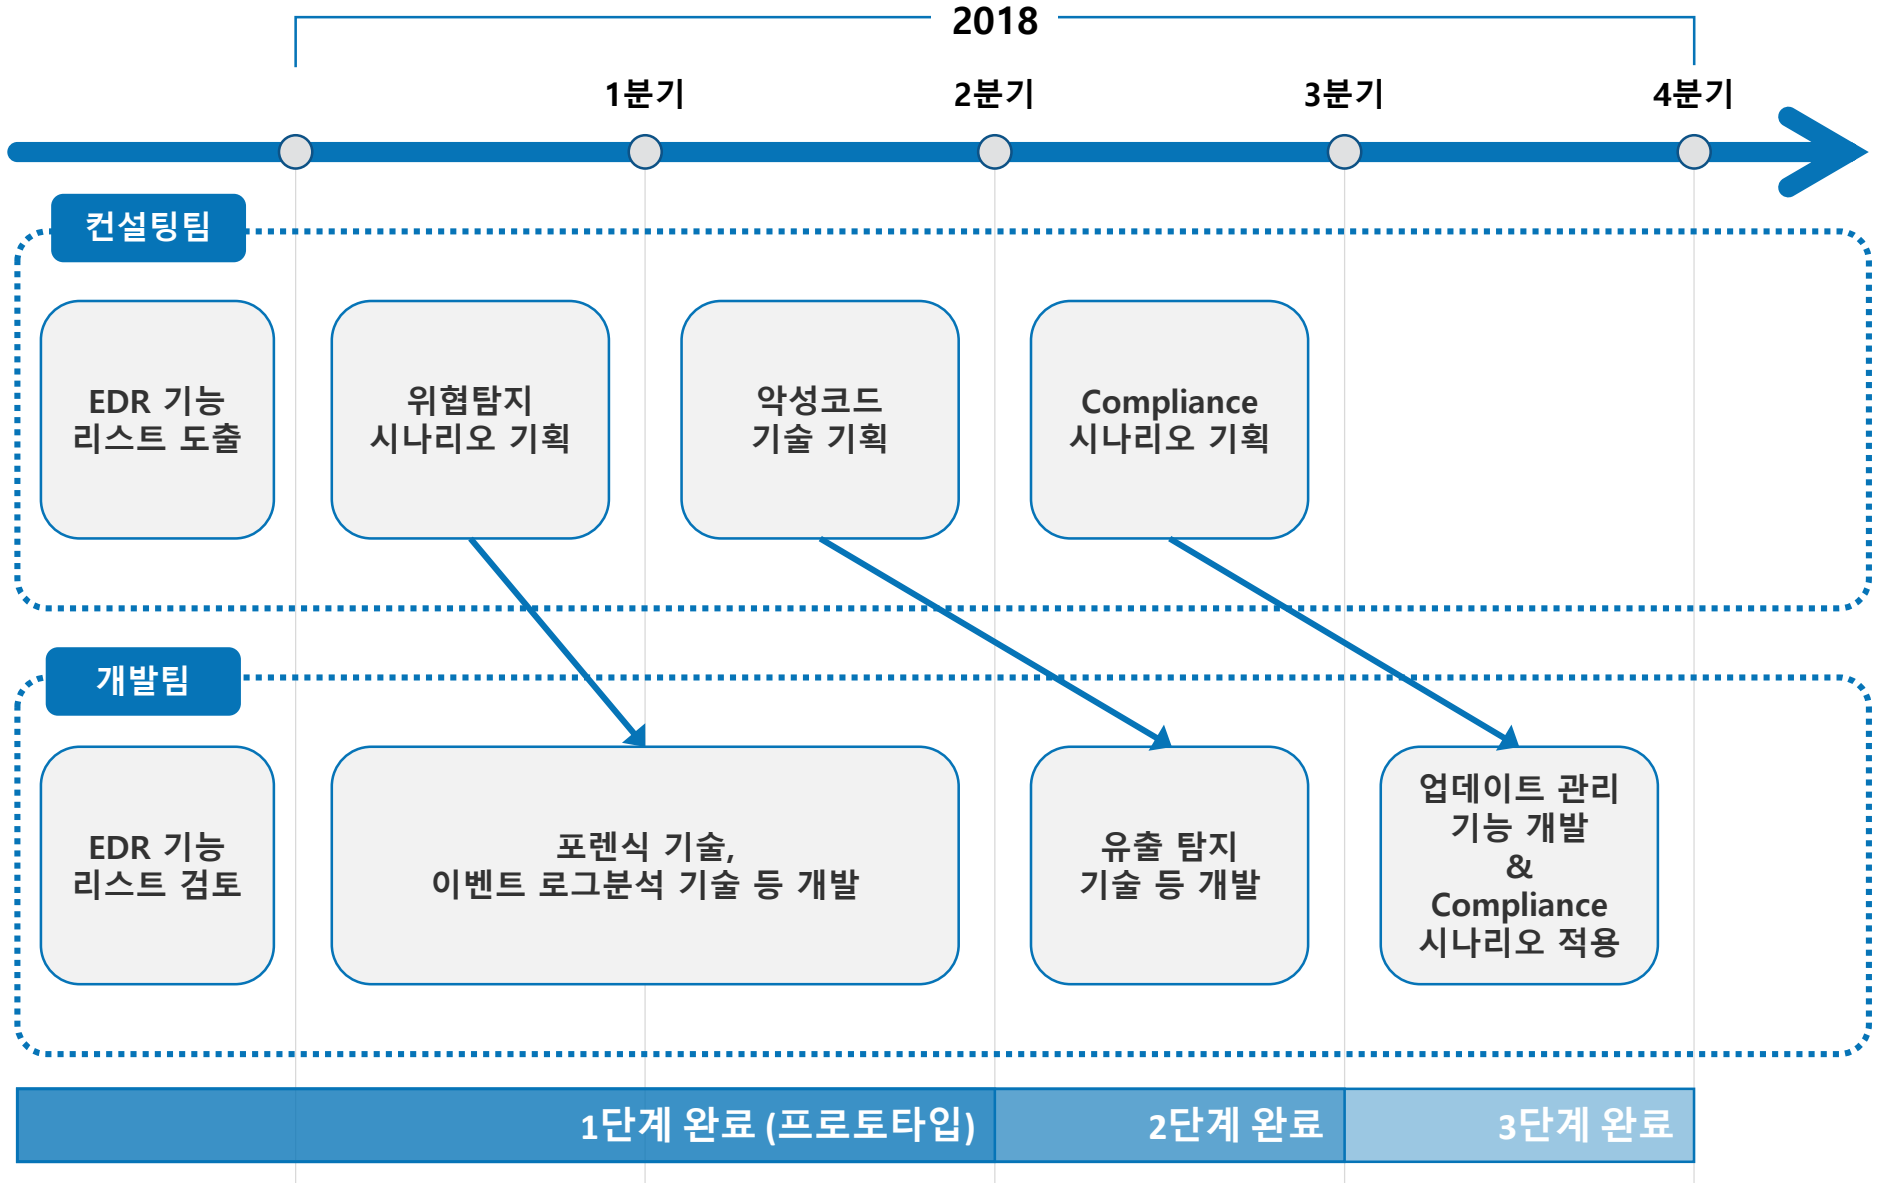 2018
1분기
2분기
3분기
4분기
컨설팅팀
EDR 기능
리스트 도출
위협탐지
시나리오 기획
악성코드
기술 기획
Compliance
시나리오 기획
개발팀
EDR 기능
리스트 검토
포렌식 기술,
이벤트 로그분석 기술 등 개발
유출 탐지
기술 등 개발
업데이트 관리
기능 개발
&
Compliance
시나리오 적용
1단계 완료 (프로토타입)
2단계 완료
3단계 완료